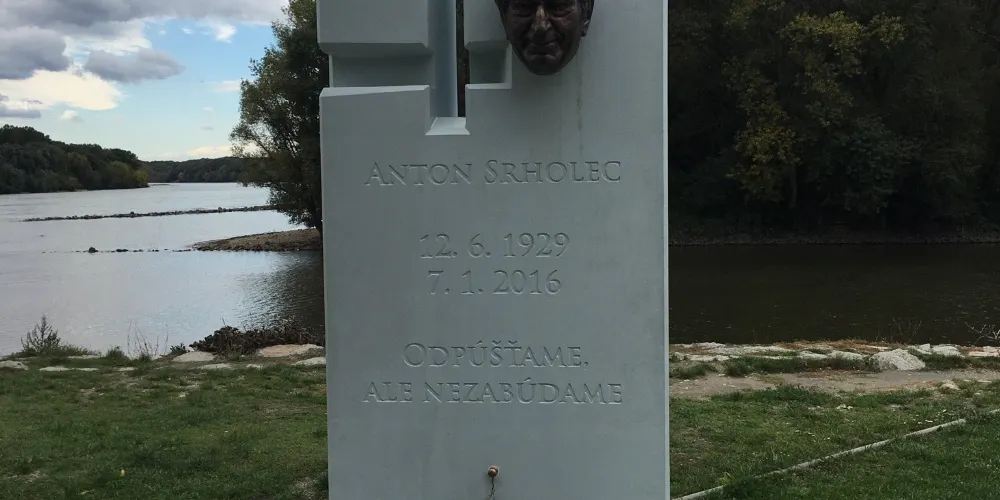 ANTON SRHOLEC
12. 6. 1929
7. 1. 2016
ODPÚŠŤAME,
ALE NEZABÚDAME